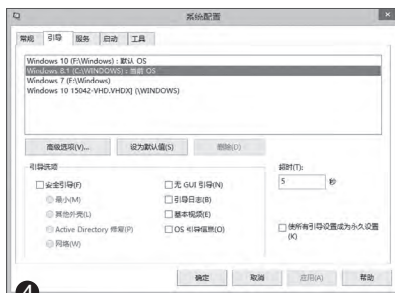 系统配置
常规 引导 服务 启动 工具
Windows 10 (F:\Windows) : 默认 OS
Windows 8.1 (C:\WINDOWS) : 当前 OS
Windows 7 (E:\Windows)
Windows 10 15042-VHD.VHDX] (\WINDOWS)
高级选项(V)... 设为默认值(S) 删除(D)
引导选项
超时(T):
安全引导(F) 无 GUI 引导(N) 5 秒
最小(M) 引导日志(B)
其他外壳(L) 基本视频(E)
Active Directory 修复(P) OS 引导信息(O) 使所有引导设置成为永久设置
(K)
网络(W)
确定 取消 应用(A) 帮助
4